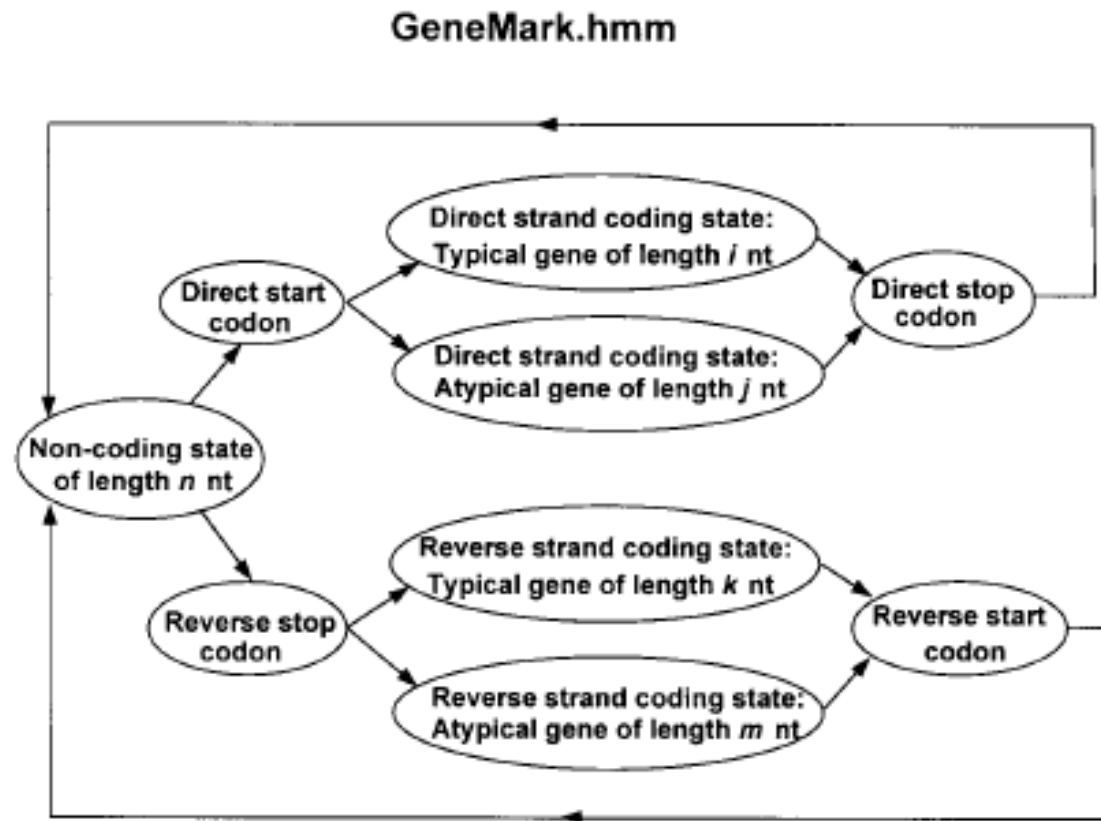 GeneMark.hmm
Direct strand coding state:
Typical gene of length i nt
Direct start
codon
Direct stop
codon
Direct strand coding state:
Atypical gene of length j nt
Non-coding state
of length n nt
Reverse strand coding state:
Typical gene of length k nt
Reverse stop
codon
Reverse start
codon
Reverse strand coding state:
Atypical gene of length m nt